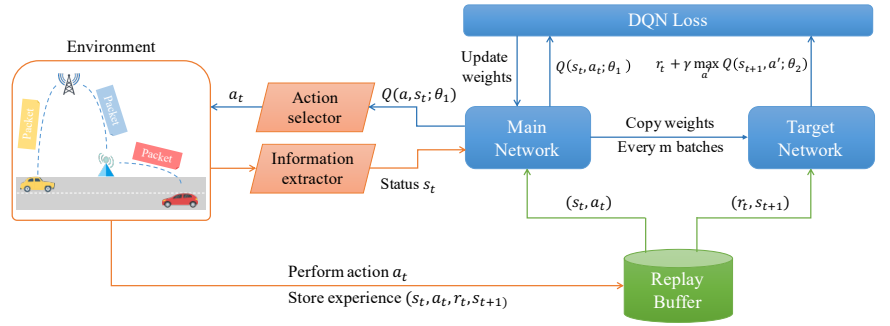 DQN Loss
Environment
Packet
Packet
Packet
a_t
Action
selector
Q(a, s_t; θ_1)
Information
extractor
Status s_t
Update
weights
Q(s_t, a_t; θ_1)
r_t + γ max_a' Q(s_{t+1}, a'; θ_2)
Main
Network
Copy weights
Every m batches
Target
Network
(s_t, a_t)
(r_t, s_{t+1})
Perform action a_t
Store experience (s_t, a_t, r_t, s_{t+1})
Replay
Buffer